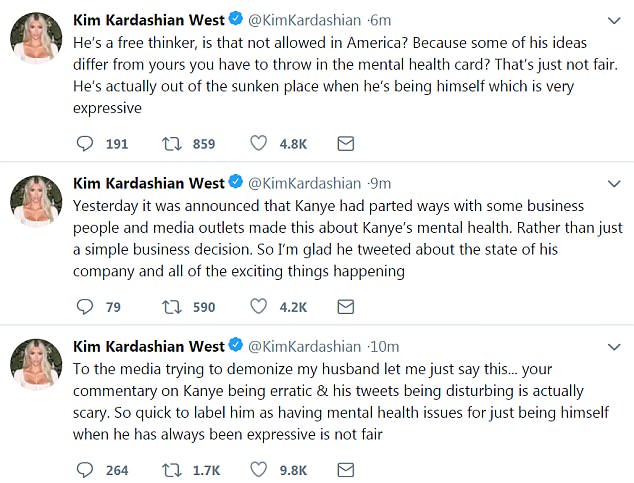 Kim Kardashian West @KimKardashian ·6m
He's a free thinker, is that not allowed in America? Because some of his ideas
differ from yours you have to throw in the mental health card? That's just not fair.
He's actually out of the sunken place when he's being himself which is very
expressive
191 859 4.8K
Kim Kardashian West @KimKardashian ·9m
Yesterday it was announced that Kanye had parted ways with some business
people and media outlets made this about Kanye's mental health. Rather than just
a simple business decision. So I'm glad he tweeted about the state of his
company and all of the exciting things happening
79 590 4.2K
Kim Kardashian West @KimKardashian ·10m
To the media trying to demonize my husband let me just say this... your
commentary on Kanye being erratic & his tweets being disturbing is actually
scary. So quick to label him as having mental health issues for just being himself
when he has always been expressive is not fair
264 1.7K 9.8K